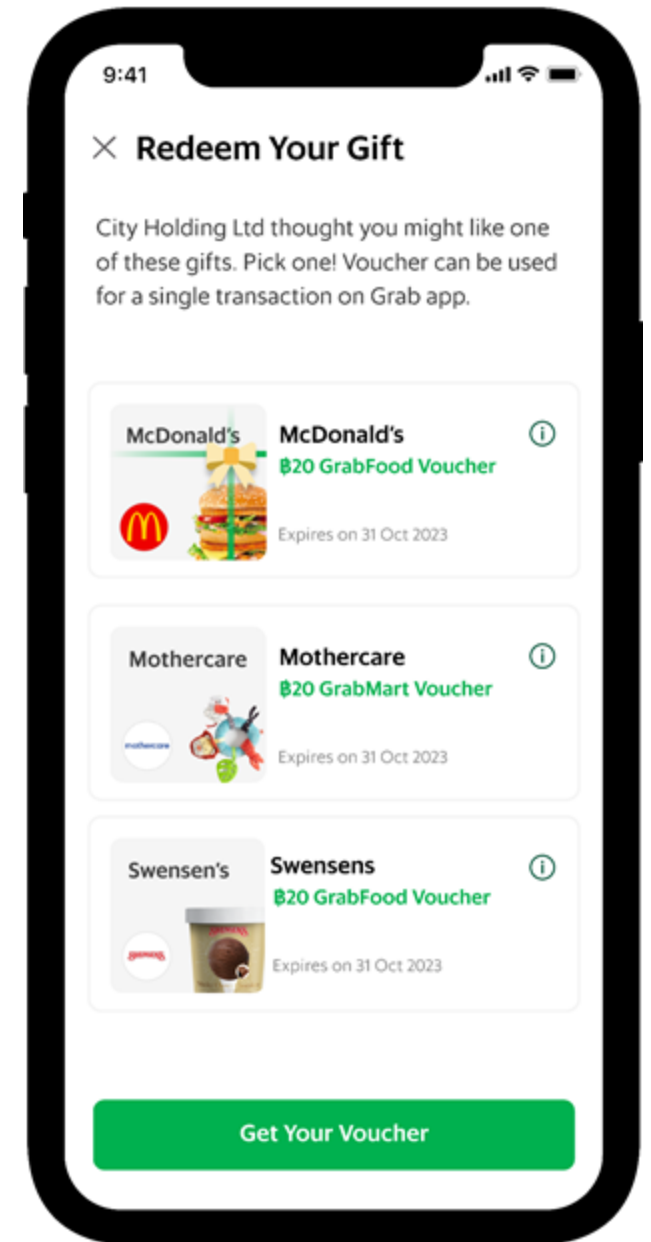 9:41
Redeem Your Gift
City Holding Ltd thought you might like one
of these gifts. Pick one! Voucher can be used
for a single transaction on Grab app.
McDonald's
McDonald's
฿20 GrabFood Voucher
Expires on 31 Oct 2023
Mothercare
Mothercare
฿20 GrabMart Voucher
mothercare
Expires on 31 Oct 2023
Swensen's
Swensens
฿20 GrabFood Voucher
SWENSEN'S
SWENSEN'S
Expires on 31 Oct 2023
Get Your Voucher